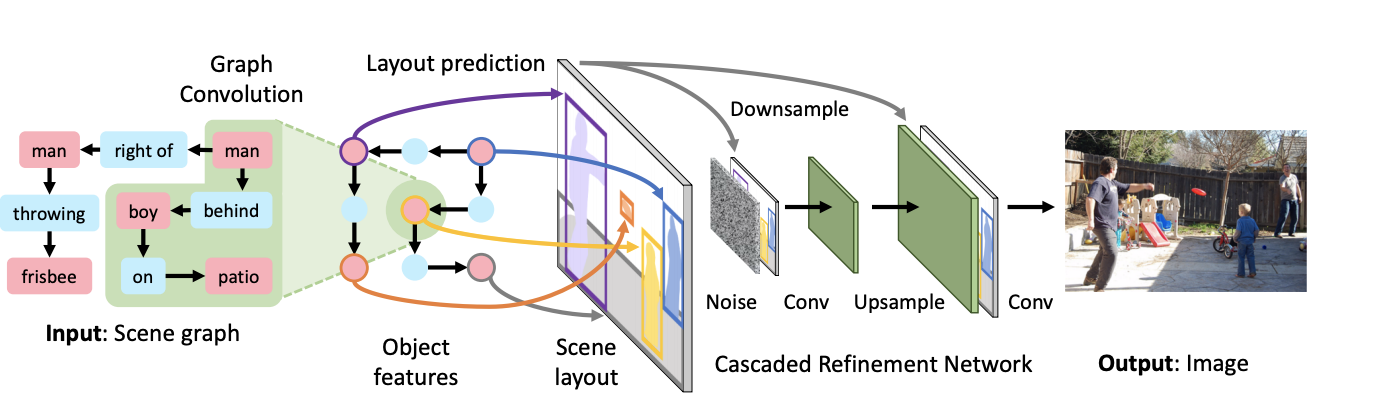 Graph
Convolution
Layout prediction
Downsample
man
right of
man
throwing
boy
behind
frisbee
on
patio
Input: Scene graph
Object
features
Scene
layout
Noise
Conv
Upsample
Conv
Cascaded Refinement Network
Output: Image